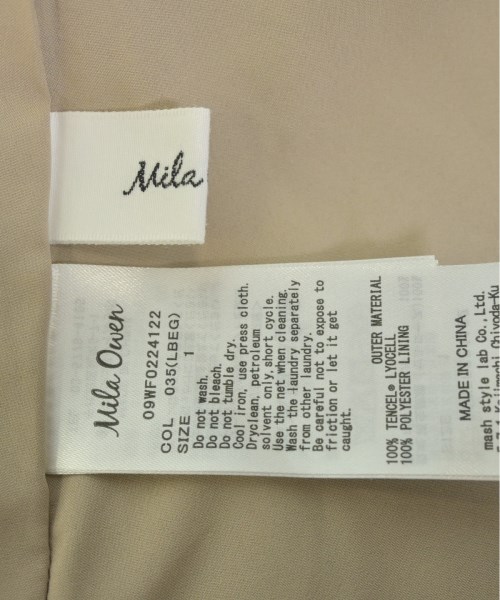 Mila
Mila Owen
09WF0224122
COL 035(LBEG)
SIZE 1
Do not wash.
Do not bleach.
Do not tumble dry.
Cool iron, use press cloth.
Dryclean, petroleum
solvent only,short cycle.
Use the net when cleaning.
Wash the laundry separately
from other laundry.
Be careful not to expose to
friction or let it get
caught.
OUTER MATERIAL
100% TENCEL® LYOCELL
100% POLYESTER LINING
MADE IN CHINA
mash style lab Co.,Ltd.
Chiyoda-Ku